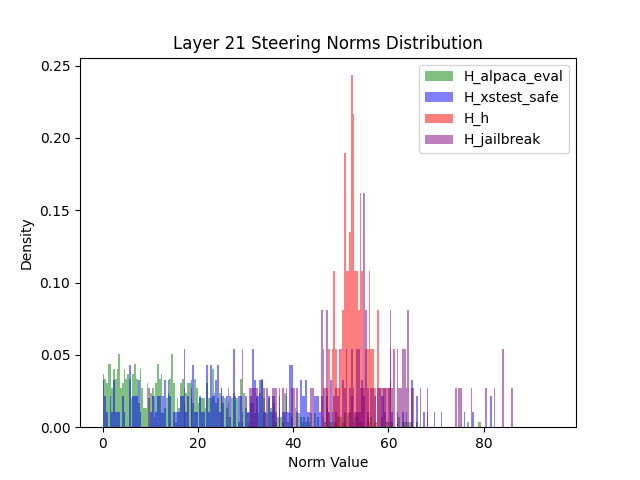 Layer 21 Steering Norms Distribution
0.25
0.20
0.15
0.10
0.05
0.00
Density
H_alpaca_eval
H_xstest_safe
H_h
H_jailbreak
0 20 40 60 80
Norm Value